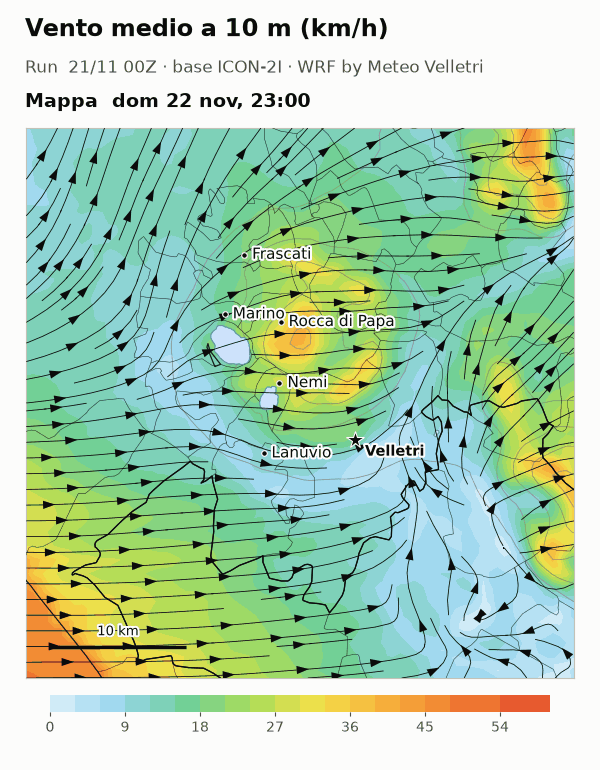 Vento medio a 10 m (km/h)
Run  21/11 00Z · base ICON-2I · WRF by Meteo Velletri
Mappa  dom 22 nov, 23:00
Frascati
Marino
Rocca di Papa
Nemi
Velletri
Lanuvio
10 km
0 9 18 27 36 45 54